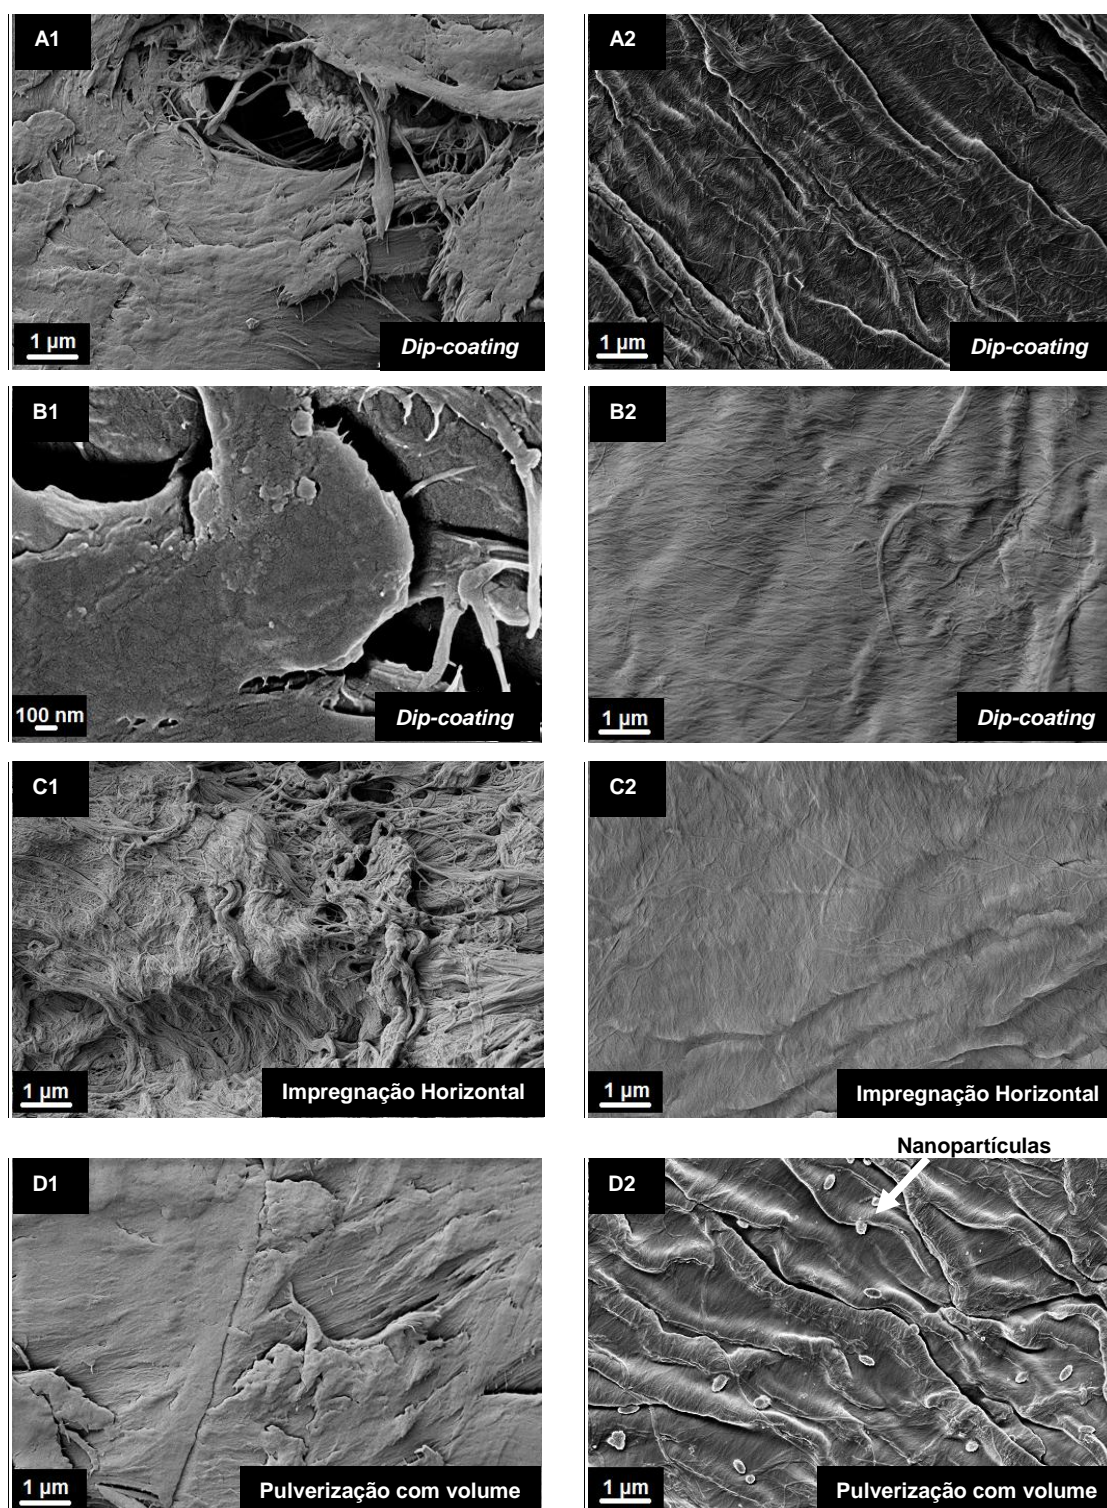 A1
A2
1 µm
Dip-coating
1 µm
Dip-coating
B1
B2
100 nm
Dip-coating
1 µm
Dip-coating
C1
C2
1 µm
Impregnação Horizontal
1 µm
Impregnação Horizontal
Nanopartículas
D1
D2
1 µm
Pulverização com volume
1 µm
Pulverização com volume